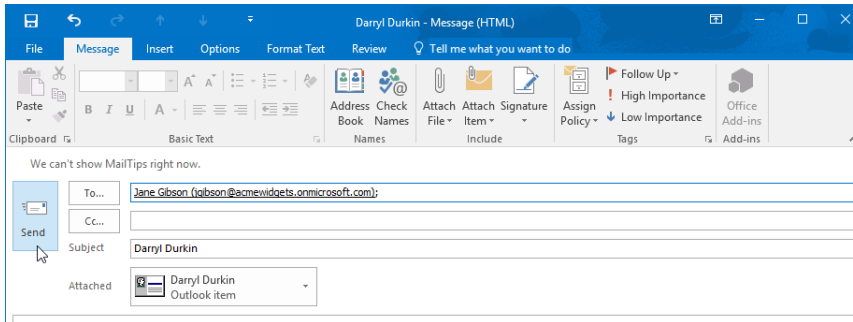 Darryl Durkin - Message (HTML)
File Message Insert Options Format Text Review Tell me what you want to do
Paste
B I U A
Address Book
Check Names
Attach File
Attach Item
Signature
Assign Policy
Follow Up
High Importance
Low Importance
Office Add-ins
Clipboard Basic Text Names Include Tags Add-ins
We can't show MailTips right now.
Send
To... Jane Gibson (jgibson@acmewidgets.onmicrosoft.com);
Cc...
Subject Darryl Durkin
Attached Darryl Durkin
Outlook item